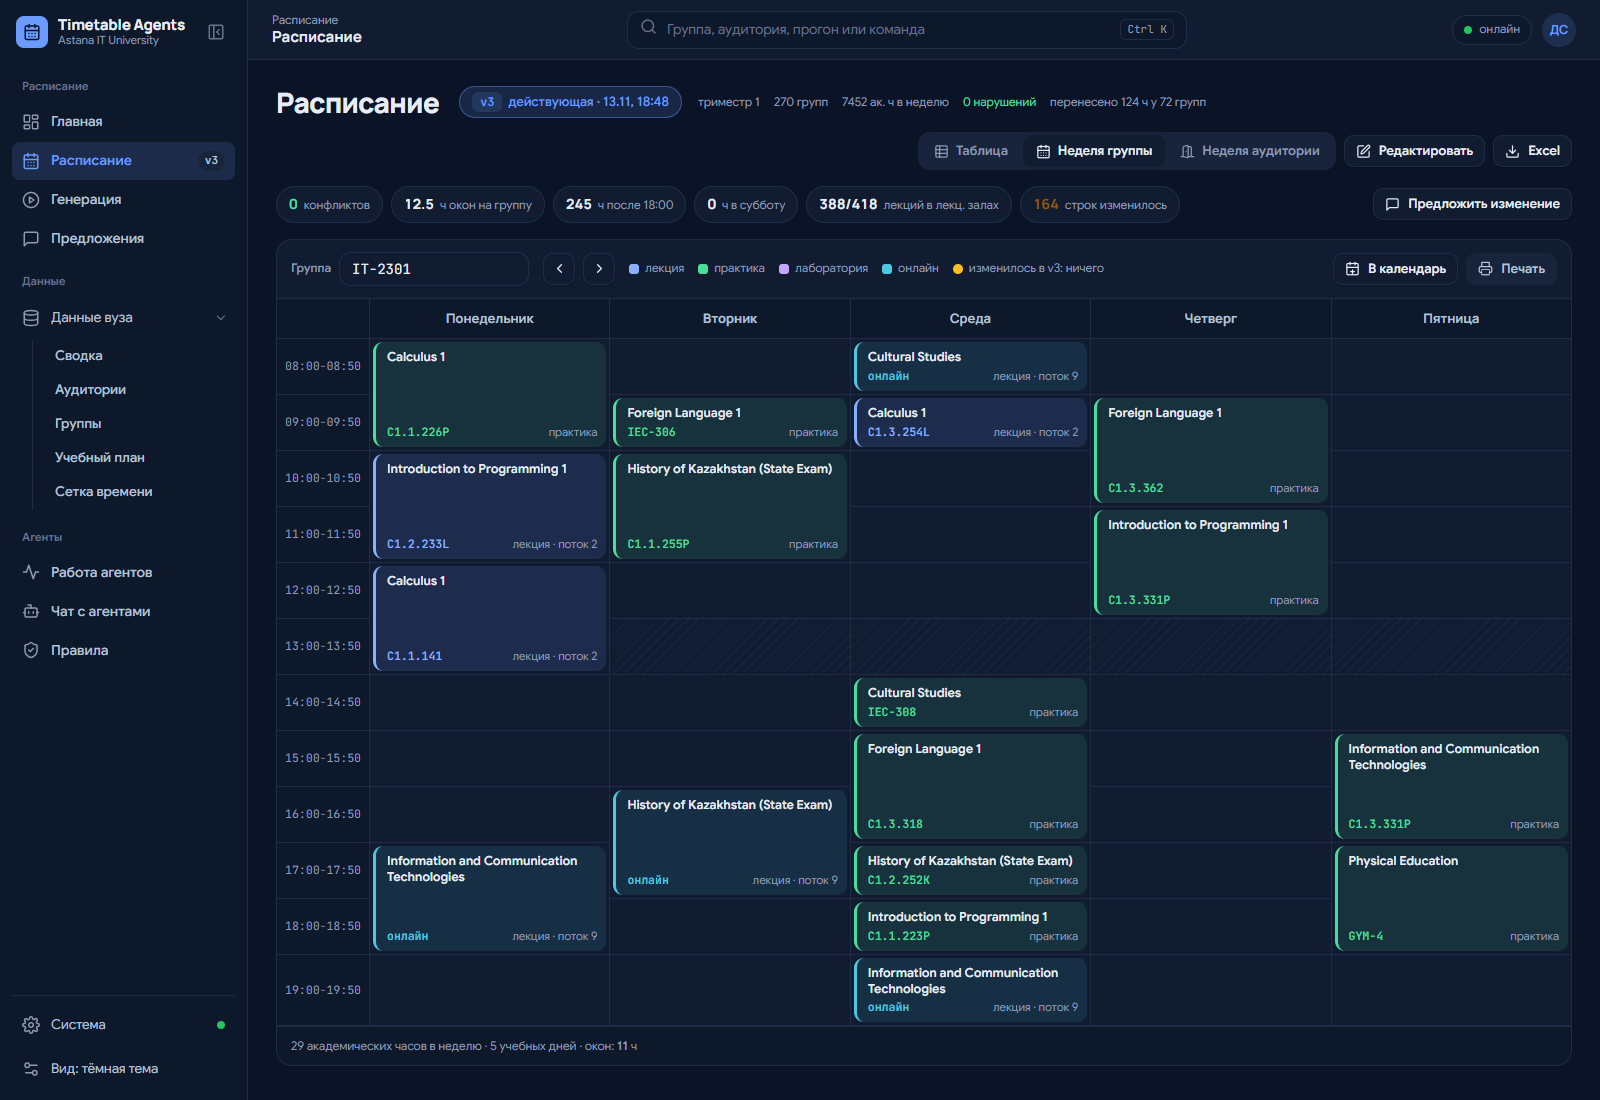 Timetable Agents
Astana IT University
Расписание
Главная
Расписание v3
Генерация
Предложения
Данные
Данные вуза
Сводка
Аудитории
Группы
Учебный план
Сетка времени
Агенты
Работа агентов
Чат с агентами
Правила
Система
Вид: тёмная тема
Расписание
Расписание
Группа, аудитория, прогон или команда Ctrl K
онлайн ДС
Расписание v3 действующая · 13.11, 18:48 триместр 1 270 групп 7452 ак. ч в неделю 0 нарушений перенесено 124 ч у 72 групп
Таблица Неделя группы Неделя аудитории Редактировать Excel
0 конфликтов 12.5 ч окон на группу 245 ч после 18:00 0 ч в субботу 388/418 лекций в лекц. залах 164 строк изменилось Предложить изменение
Группа IT-2301 лекция практика лаборатория онлайн изменилось в v3: ничего В календарь Печать
Понедельник Вторник Среда Четверг Пятница
08:00-08:50
Calculus 1
C1.1.226P практика
Cultural Studies
онлайн лекция · поток 9
09:00-09:50
Foreign Language 1
IEC-306 практика
Calculus 1
C1.3.254L лекция · поток 2
Foreign Language 1
C1.3.362 практика
10:00-10:50
Introduction to Programming 1
C1.2.233L лекция · поток 2
History of Kazakhstan (State Exam)
C1.1.255P практика
11:00-11:50
Introduction to Programming 1
C1.3.331P практика
12:00-12:50
Calculus 1
C1.1.141 лекция · поток 2
13:00-13:50
14:00-14:50
Cultural Studies
IEC-308 практика
15:00-15:50
Foreign Language 1
C1.3.318 практика
Information and Communication
Technologies
C1.3.331P практика
16:00-16:50
History of Kazakhstan (State Exam)
онлайн лекция · поток 9
17:00-17:50
Information and Communication
Technologies
онлайн лекция · поток 9
History of Kazakhstan (State Exam)
C1.2.252K практика
Physical Education
GYM-4 практика
18:00-18:50
Introduction to Programming 1
C1.1.223P практика
19:00-19:50
Information and Communication
Technologies
онлайн лекция · поток 9
29 академических часов в неделю · 5 учебных дней · окон: 11 ч